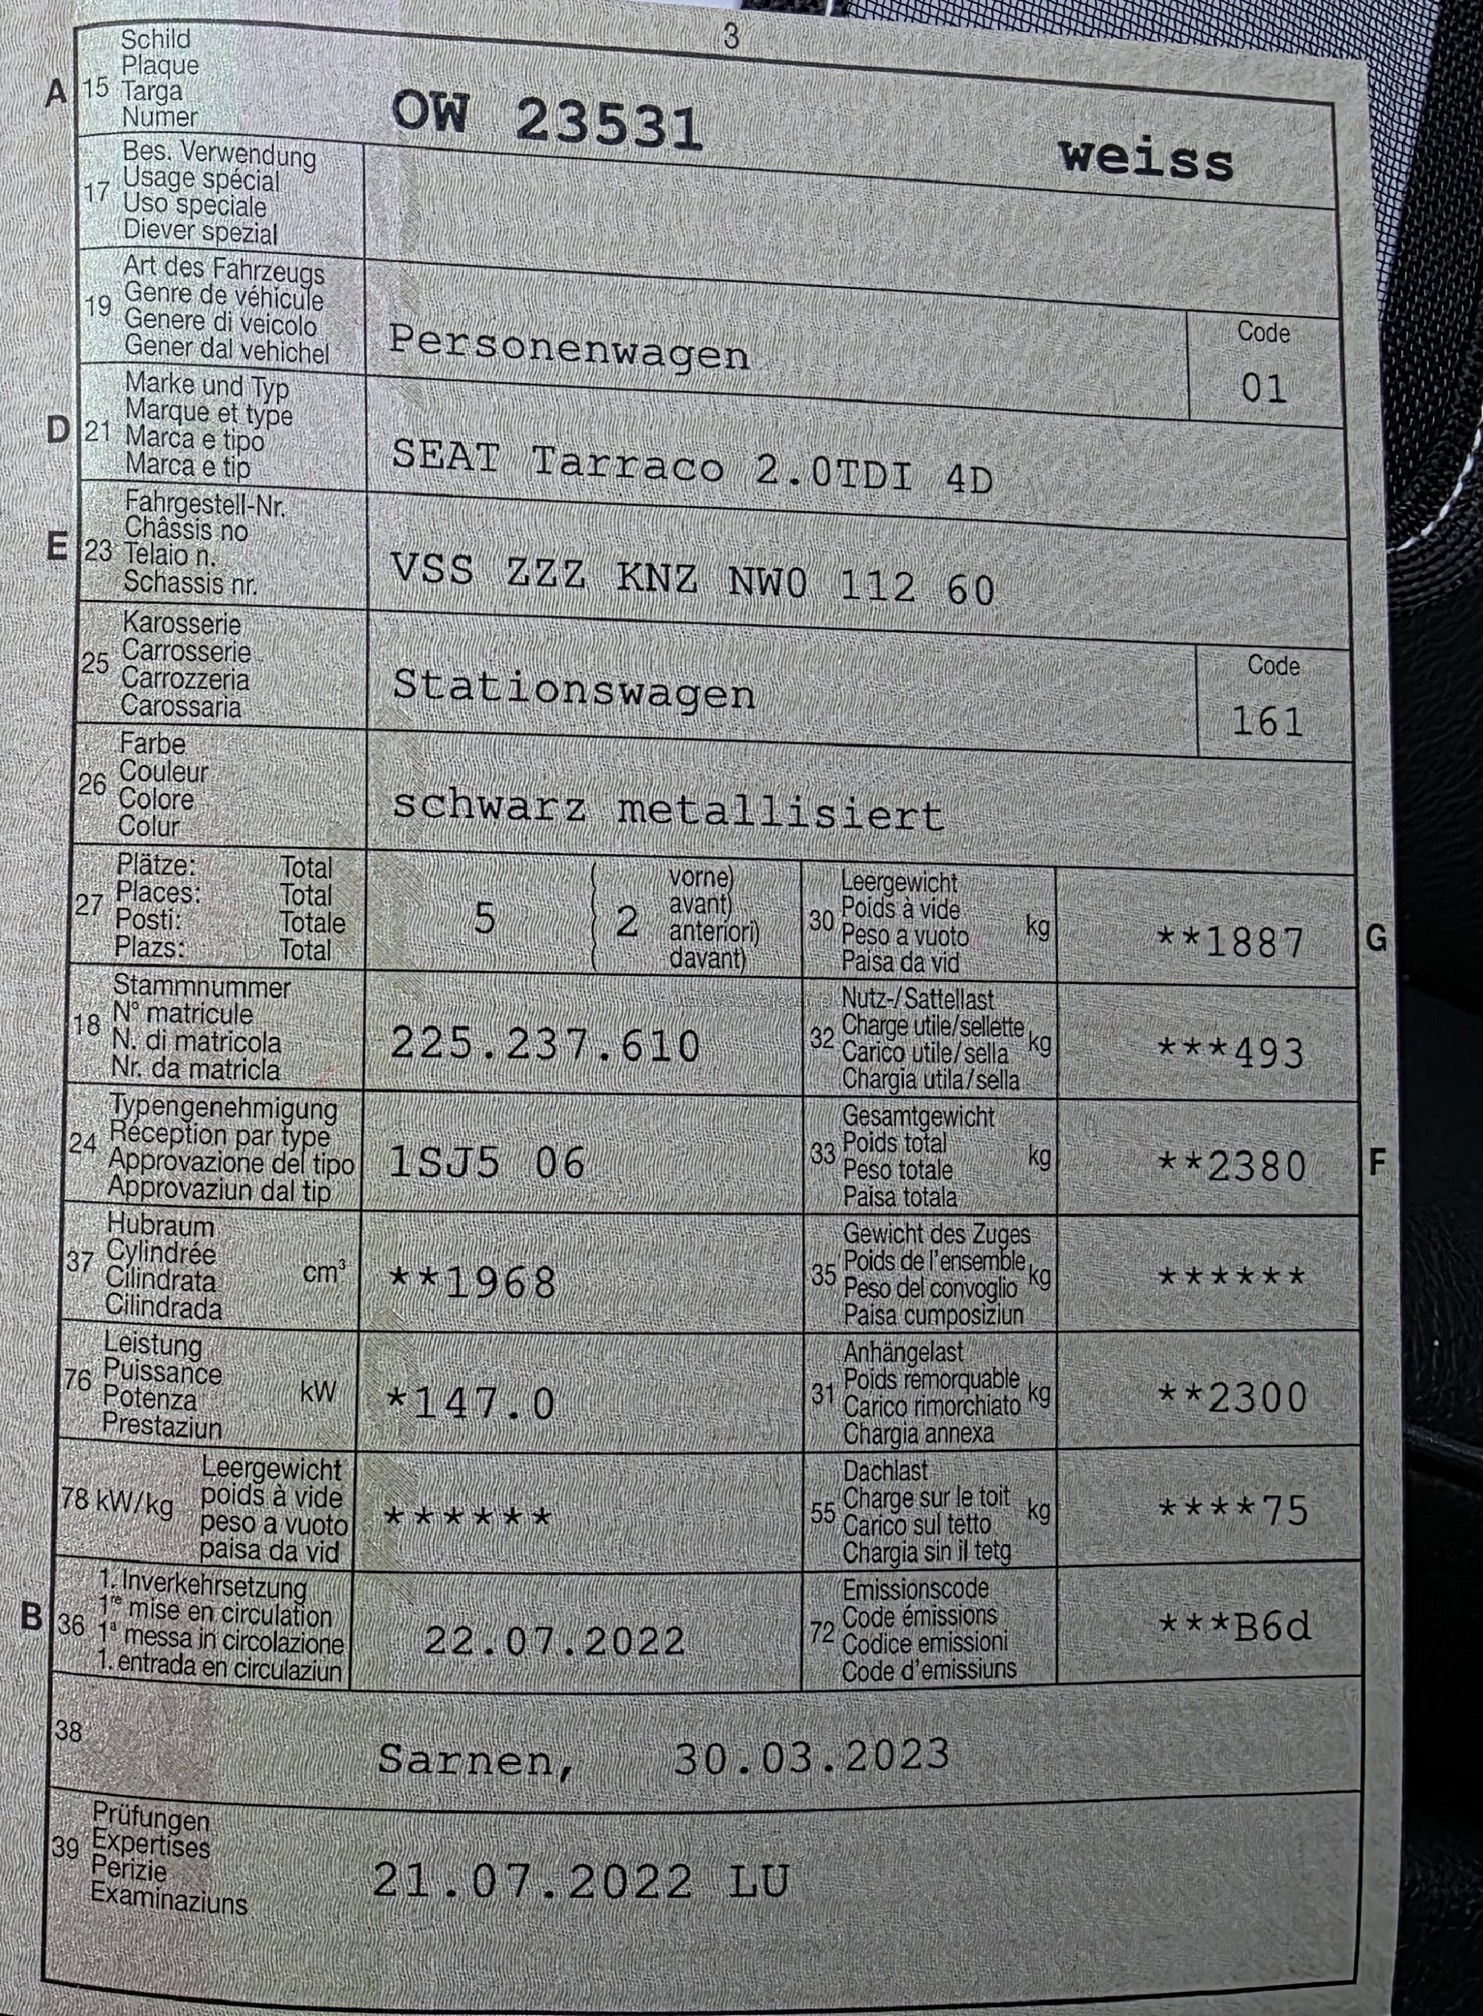 3
A 15 Schild
Plaque
Targa
Numer
OW 23531 weiss
17 Bes. Verwendung
Usage spécial
Uso speciale
Diever spezial
19 Art des Fahrzeugs
Genre de véhicule
Genere di veicolo
Gener dal vehichel
Personenwagen
Code
01
D 21 Marke und Typ
Marque et type
Marca e tipo
Marca e tip
SEAT Tarraco 2.0TDI 4D
E 23 Fahrgestell-Nr.
Châssis no
Telaio n.
Schassis nr.
VSS ZZZ KNZ NW0 112 60
25 Karosserie
Carrosserie
Carrozzeria
Carossaria
Stationswagen
Code
161
26 Farbe
Couleur
Colore
Colur
schwarz metallisiert
27 Plätze: Total
Places: Total
Posti: Totale
Plazs: Total
5 ( 2 vorne)
avant)
anteriori)
davant)
30 Leergewicht
Poids à vide
Peso a vuoto
Paisa da vid
kg
**1887 G
18 Stammnummer
N° matricule
N. di matricola
Nr. da matricla
225.237.610
32 Nutz-/Sattellast
Charge utile/sellette
Carico utile/sella
Chargia utila/sella
kg
***493
24 Typengenehmigung
Réception par type
Approvazione del tipo
Approvaziun dal tip
1SJ5 06
33 Gesamtgewicht
Poids total
Peso totale
Paisa totala
kg
**2380 F
37 Hubraum
Cylindrée
Cilindrata
Cilindrada
cm³
**1968
35 Gewicht des Zuges
Poids de l'ensemble
Peso del convoglio
Paisa cumposiziun
kg
******
76 Leistung
Puissance
Potenza
Prestaziun
kW
*147.0
31 Anhängelast
Poids remorquable
Carico rimorchiato
Chargia annexa
kg
**2300
78 kW/kg Leergewicht
poids à vide
peso a vuoto
paisa da vid
******
55 Dachlast
Charge sur le toit
Carico sul tetto
Chargia sin il tetg
kg
****75
B 36 1. Inverkehrsetzung
1re mise en circulation
1a messa in circolazione
1. entrada en circulaziun
22.07.2022
72 Emissionscode
Code émissions
Codice emissioni
Code d'emissiuns
***B6d
38
Sarnen, 30.03.2023
39 Prüfungen
Expertises
Perizie
Examinaziuns
21.07.2022 LU